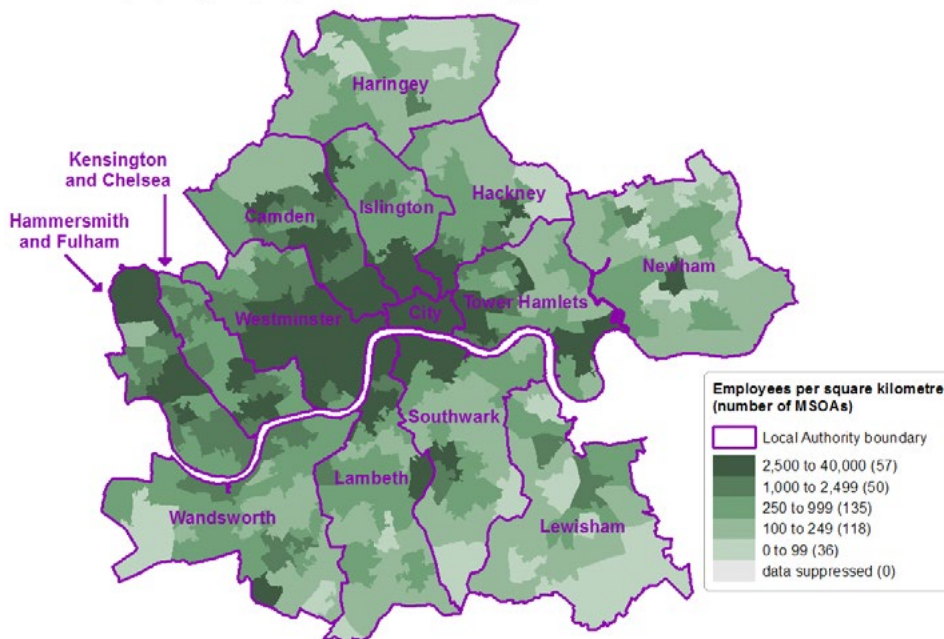 Haringey
Kensington
and Chelsea
Hackney
Islington
Camden
Hammersmith
and Fulham
Newham
Tower Hamlets
Westminster
City
Southwark
Lambeth
Wandsworth
Lewisham
Employees per square kilometre
(number of MSOAs)
Local Authority boundary
2,500 to 40,000 (57)
1,000 to 2,499 (50)
250 to 999 (135)
100 to 249 (118)
0 to 99 (36)
data suppressed (0)